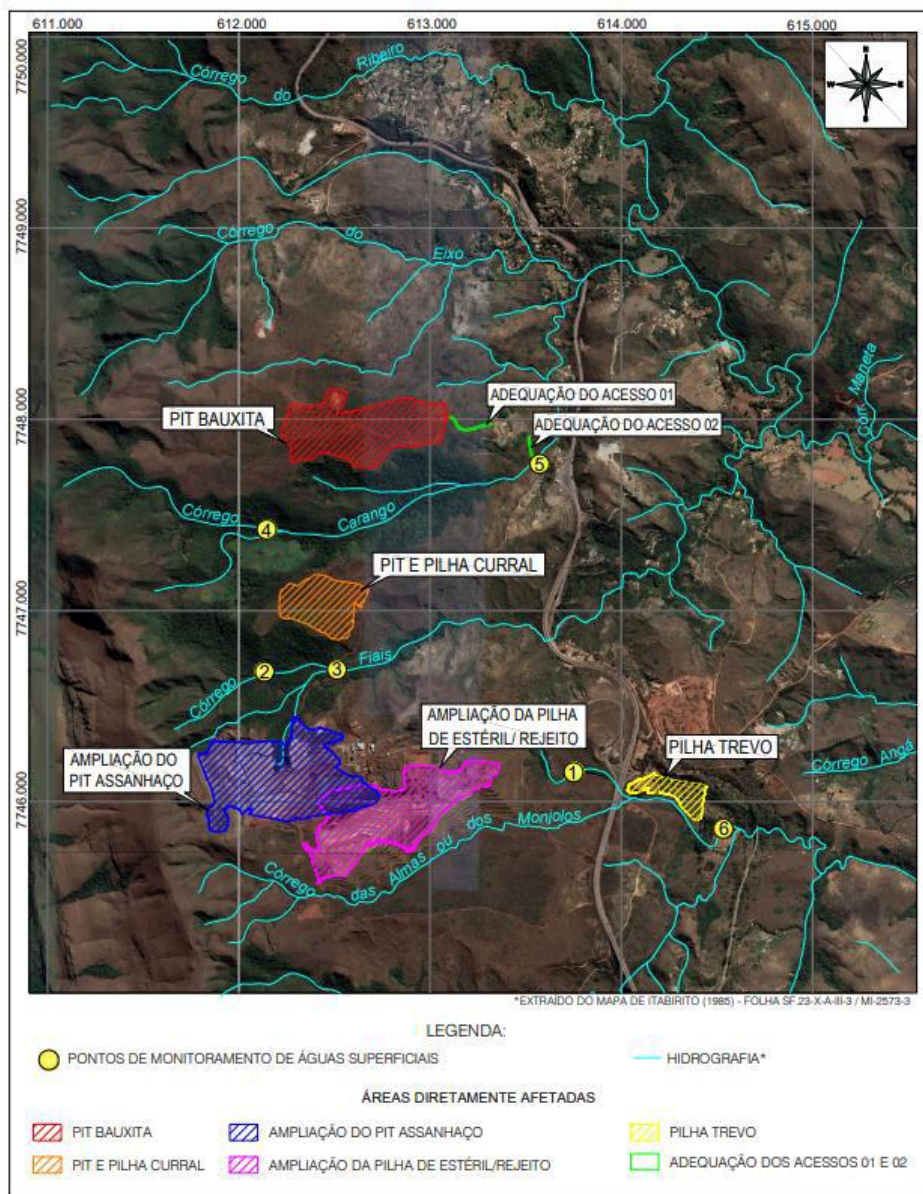 611.000 612.000 613.000 614.000 615.000
7750.000
7749.000
7748.000
7747.000
7746.000
N
W E
S
Córrego do Ribeiro
Córrego do Eixo
Córr. Maneta
ADEQUAÇÃO DO ACESSO 01
PIT BAUXITA
ADEQUAÇÃO DO ACESSO 02
5
Córrego Carango
4
PIT E PILHA CURRAL
2
3
Córrego Fiais
AMPLIAÇÃO DA PILHA
DE ESTÉRIL/ REJEITO
AMPLIAÇÃO DO
PIT ASSANHAÇO
PILHA TREVO
Córrego Angá
1
6
Córrego das Almas ou dos Monjolos
*EXTRAÍDO DO MAPA DE ITABIRITO (1985) - FOLHA SF.23-X-A-III-3 / MI-2573-3
LEGENDA:
PONTOS DE MONITORAMENTO DE ÁGUAS SUPERFICIAIS
HIDROGRAFIA*
ÁREAS DIRETAMENTE AFETADAS
PIT BAUXITA
AMPLIAÇÃO DO PIT ASSANHAÇO
PILHA TREVO
PIT E PILHA CURRAL
AMPLIAÇÃO DA PILHA DE ESTÉRIL/REJEITO
ADEQUAÇÃO DOS ACESSOS 01 E 02